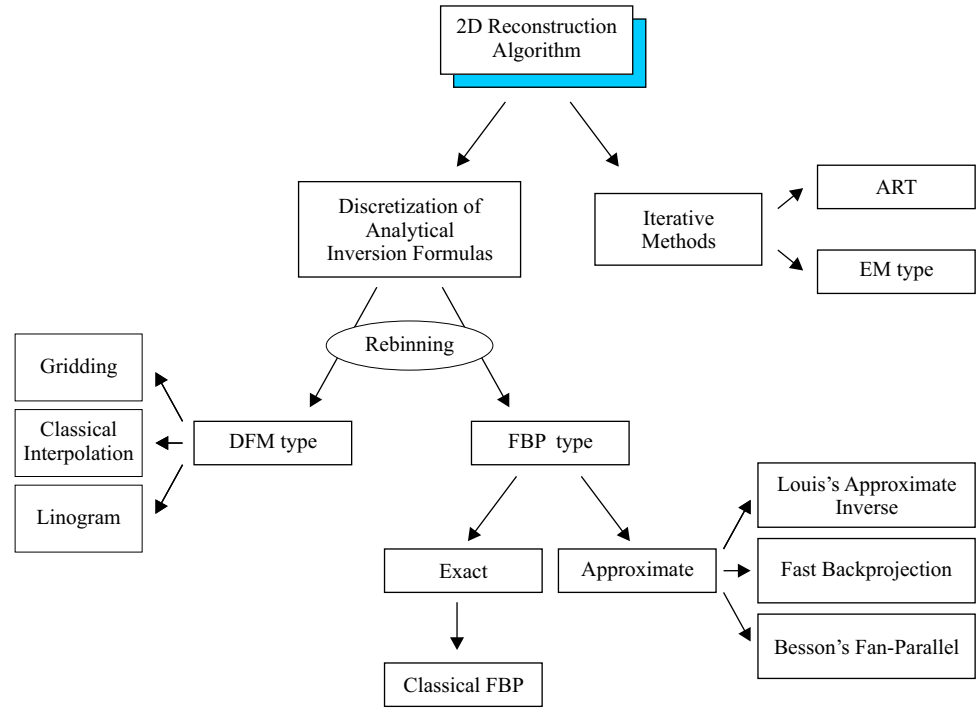 2D Reconstruction
Algorithm
Discretization of
Analytical
Inversion Formulas
Iterative
Methods
ART
EM type
Rebinning
Gridding
Classical
Interpolation
Linogram
DFM type
FBP type
Exact
Approximate
Louis’s Approximate
Inverse
Fast Backprojection
Besson’s Fan-Parallel
Classical FBP